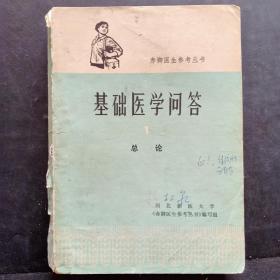 赤脚医生参考丛书
基础医学问答
1
总论
河北新医大学
《赤脚医生参考丛书》编写组